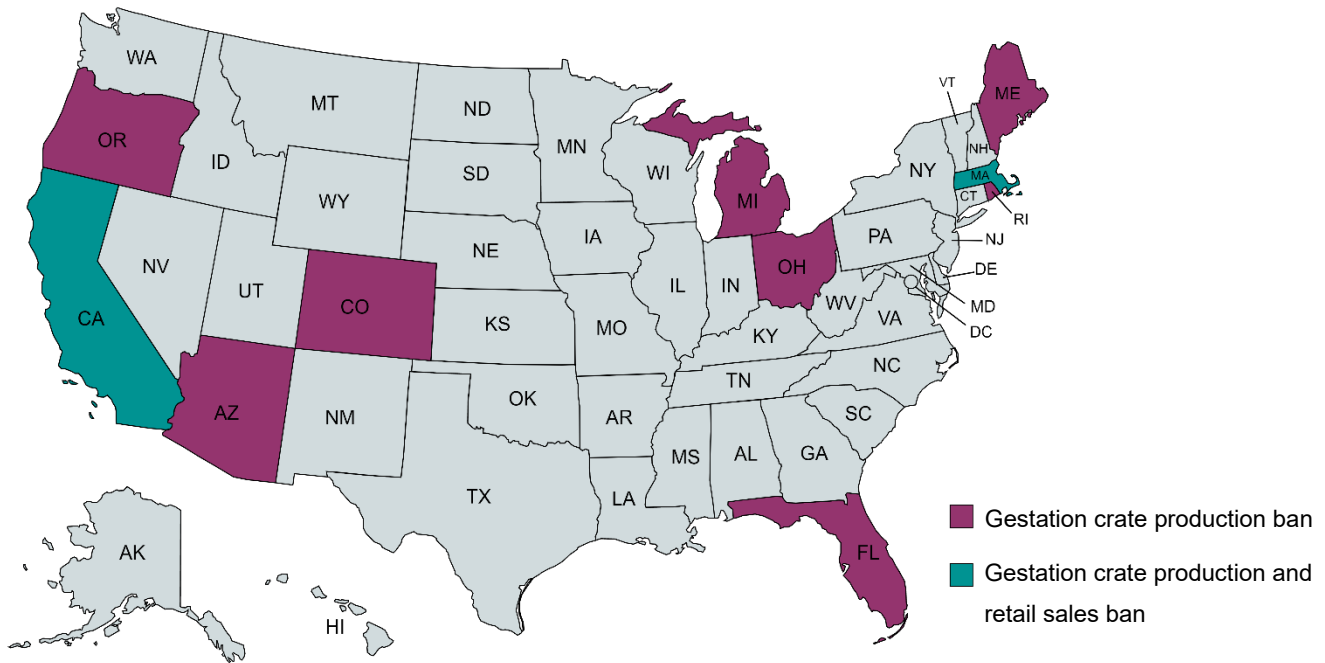 WA
MT
ND
MN
VT
ME
OR
ID
SD
WI
NH
NY
MA
WY
MI
CT
RI
IA
NE
PA
NJ
NV
UT
CO
IL
IN
OH
DE
MD
DC
CA
KS
MO
WV
VA
KY
NC
TN
AZ
NM
OK
AR
SC
MS
AL
GA
TX
LA
FL
AK
HI
Gestation crate production ban
Gestation crate production and
retail sales ban